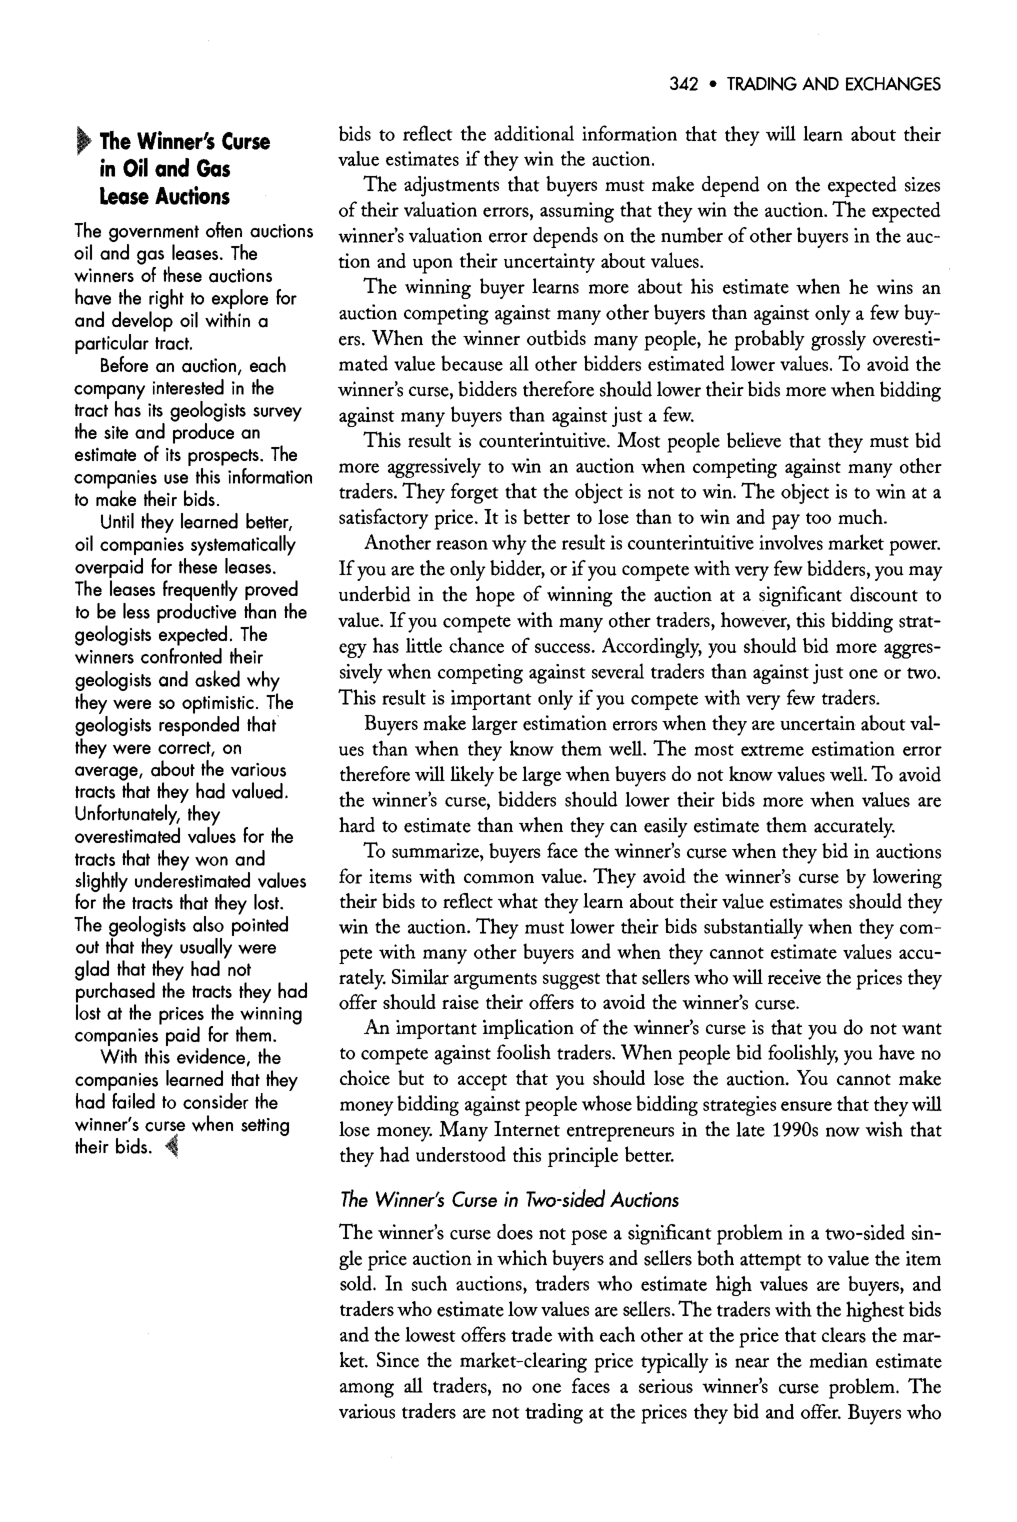 342 • TRADING AND EXCHANGES
The Winner's Curse
in Oil and Gas
Lease Auctions
The government often auctions
oil and gas leases. The
winners of these auctions
have the right to explore for
and develop oil within a
particular tract.
Before an auction, each
company interested in the
tract has its geologists survey
the site and produce an
estimate of its prospects. The
companies use this information
to make their bids.
Until they learned better,
oil companies systematically
overpaid for these leases.
The leases frequently proved
to be less productive than the
geologists expected. The
winners confronted their
geologists and asked why
they were so optimistic. The
geologists responded that
they were correct, on
average, about the various
tracts that they had valued.
Unfortunately, they
overestimated values for the
tracts that they won and
slightly underestimated values
for the tracts that they lost.
The geologists also pointed
out that they usually were
glad that they had not
purchased the tracts they had
lost at the prices the winning
companies paid for them.
With this evidence, the
companies learned that they
had failed to consider the
winner's curse when setting
their bids.
bids to reflect the additional information that they will learn about their
value estimates if they win the auction.
The adjustments that buyers must make depend on the expected sizes
of their valuation errors, assuming that they win the auction. The expected
winner's valuation error depends on the number of other buyers in the auc-
tion and upon their uncertainty about values.
The winning buyer learns more about his estimate when he wins an
auction competing against many other buyers than against only a few buy-
ers. When the winner outbids many people, he probably grossly overesti-
mated value because all other bidders estimated lower values. To avoid the
winner's curse, bidders therefore should lower their bids more when bidding
against many buyers than against just a few.
This result is counterintuitive. Most people believe that they must bid
more aggressively to win an auction when competing against many other
traders. They forget that the object is not to win. The object is to win at a
satisfactory price. It is better to lose than to win and pay too much.
Another reason why the result is counterintuitive involves market power.
If you are the only bidder, or if you compete with very few bidders, you may
underbid in the hope of winning the auction at a significant discount to
value. If you compete with many other traders, however, this bidding strat-
egy has little chance of success. Accordingly, you should bid more aggres-
sively when competing against several traders than against just one or two.
This result is important only if you compete with very few traders.
Buyers make larger estimation errors when they are uncertain about val-
ues than when they know them well. The most extreme estimation error
therefore will likely be large when buyers do not know values well. To avoid
the winner's curse, bidders should lower their bids more when values are
hard to estimate than when they can easily estimate them accurately.
To summarize, buyers face the winner's curse when they bid in auctions
for items with common value. They avoid the winner's curse by lowering
their bids to reflect what they learn about their value estimates should they
win the auction. They must lower their bids substantially when they com-
pete with many other buyers and when they cannot estimate values accu-
rately. Similar arguments suggest that sellers who will receive the prices they
offer should raise their offers to avoid the winner's curse.
An important implication of the winner's curse is that you do not want
to compete against foolish traders. When people bid foolishly, you have no
choice but to accept that you should lose the auction. You cannot make
money bidding against people whose bidding strategies ensure that they will
lose money. Many Internet entrepreneurs in the late 1990s now wish that
they had understood this principle better.
The Winner's Curse in Two-sided Auctions
The winner's curse does not pose a significant problem in a two-sided sin-
gle price auction in which buyers and sellers both attempt to value the item
sold. In such auctions, traders who estimate high values are buyers, and
traders who estimate low values are sellers. The traders with the highest bids
and the lowest offers trade with each other at the price that clears the mar-
ket. Since the market-clearing price typically is near the median estimate
among all traders, no one faces a serious winner's curse problem. The
various traders are not trading at the prices they bid and offer. Buyers who